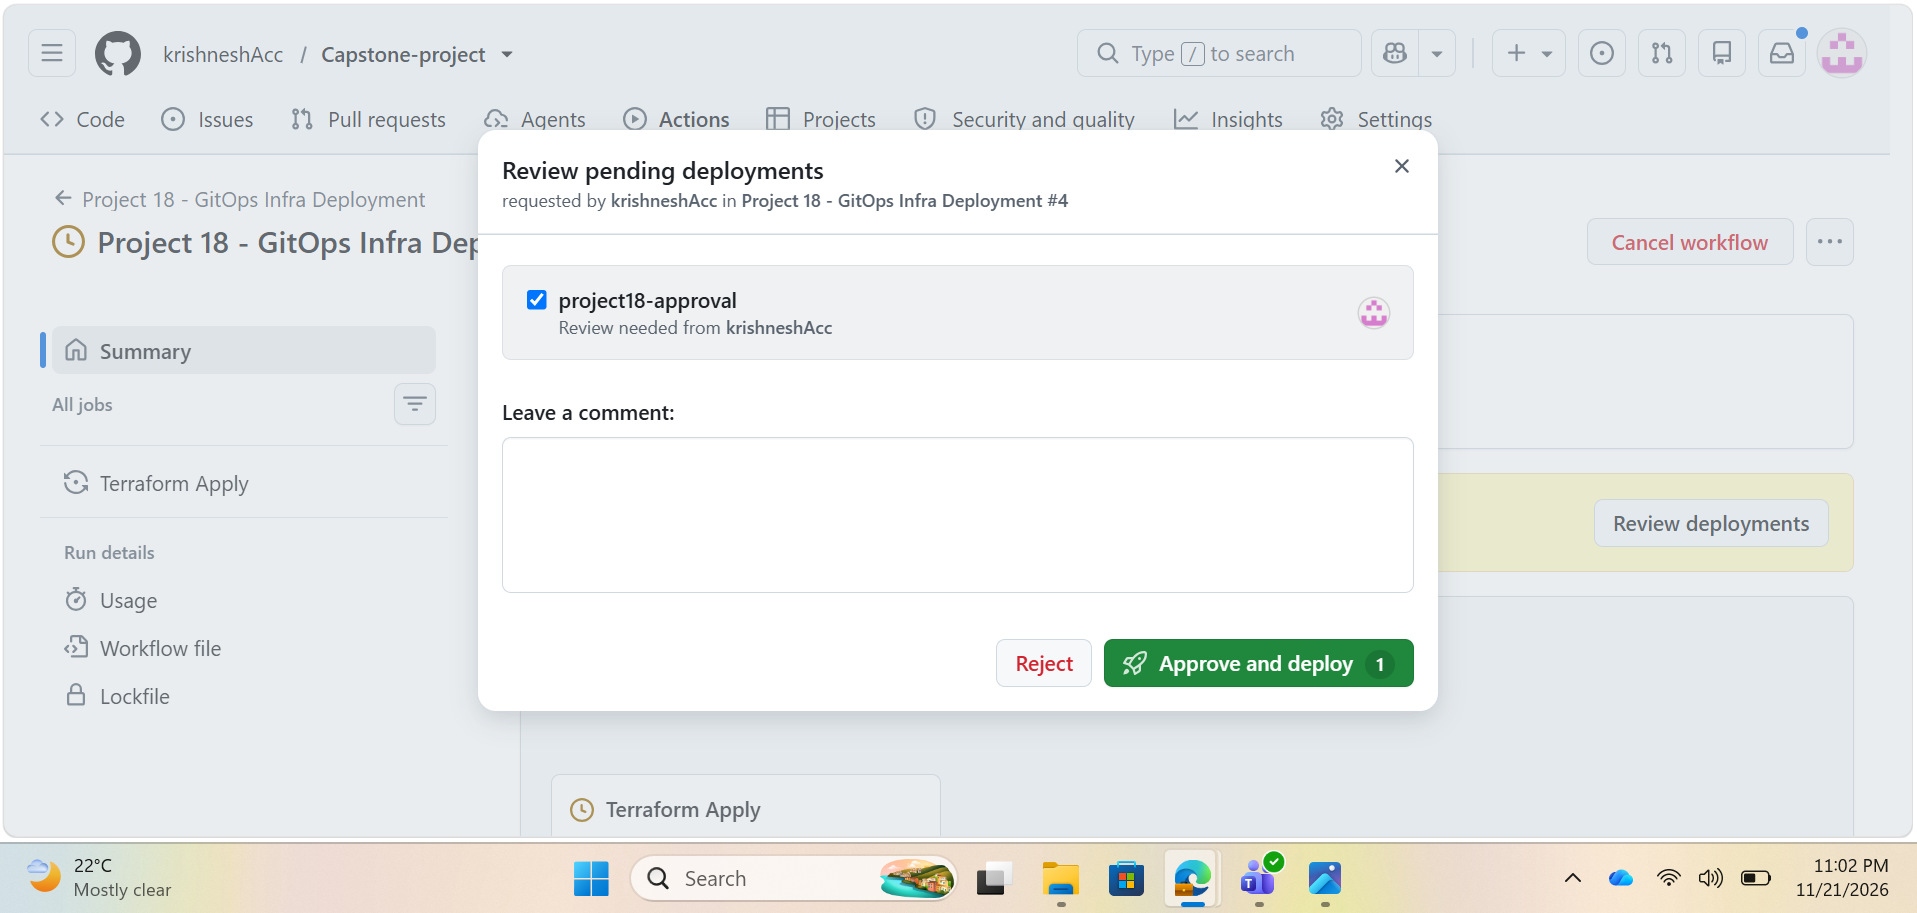 krishneshAcc / Capstone-project
Type / to search
Code
Issues
Pull requests
Agents
Actions
Projects
Security and quality
Insights
Settings
Project 18 - GitOps Infra Deployment
Project 18 - GitOps Infra Dep
Cancel workflow
Summary
All jobs
Terraform Apply
Run details
Usage
Workflow file
Lockfile
Review pending deployments
requested by krishneshAcc in Project 18 - GitOps Infra Deployment #4
project18-approval
Review needed from krishneshAcc
Leave a comment:
Reject
Approve and deploy 1
Review deployments
Terraform Apply
22°C
Mostly clear
Search
T
11:02 PM
11/21/2026